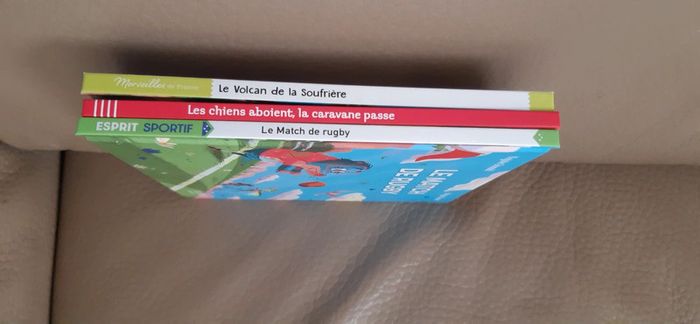 Merveilles de France Le Volcan de la Soufrière
Les chiens aboient, la caravane passe
ESPRIT SPORTIF Le Match de rugby
LE MATCH
DE RUGBY